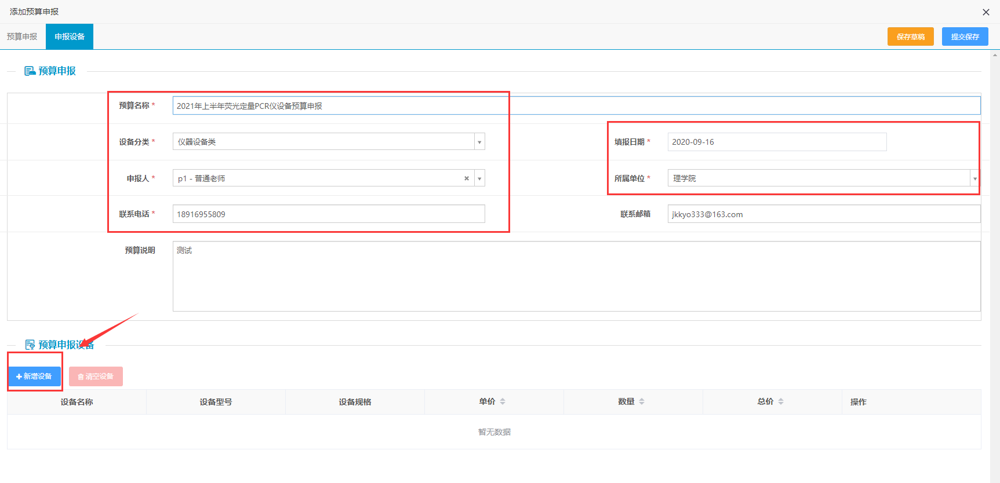 添加预算申报
预算申报 申报设备 保存草稿 提交保存
预算申报
预算名称 * 2021年上半年荧光定量PCR仪设备预算申报
设备分类 * 仪器设备类 填报日期 * 2020-09-16
申报人 * p1 - 普通老师 所属单位 * 理学院
联系电话 * 18916955809 联系邮箱 jkkyo333@163.com
预算说明 测试
预算申报设备
新增设备 清空设备
设备名称 设备型号 设备规格 单价 数量 总价 操作
暂无数据